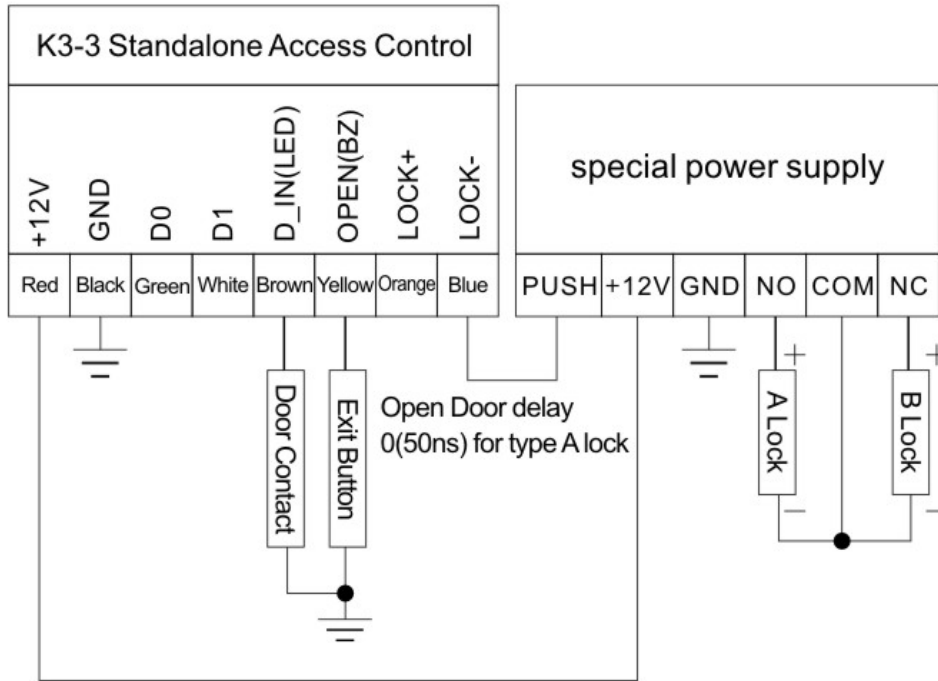 K3-3 Standalone Access Control
+12V
GND
D0
D1
D_IN(LED)
OPEN(BZ)
LOCK+
LOCK-
Red
Black
Green
White
Brown
Yellow
Orange
Blue
special power supply
PUSH
+12V
GND
NO
COM
NC
Door Contact
Exit Button
Open Door delay
0(50ns) for type A lock
+
A Lock
−
+
B Lock
−